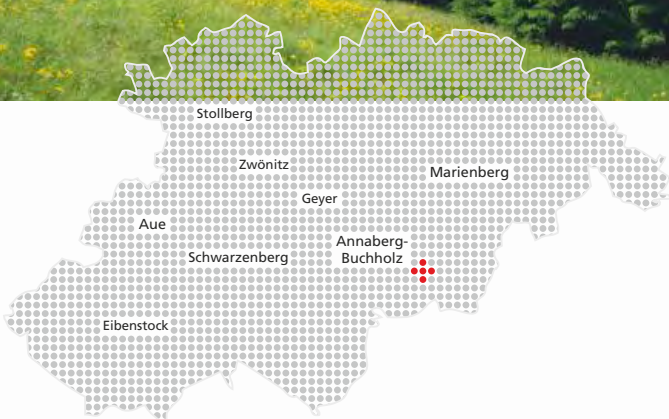 Stollberg
Zwönitz
Marienberg
Geyer
Aue
Annaberg-
Buchholz
Schwarzenberg
Eibenstock